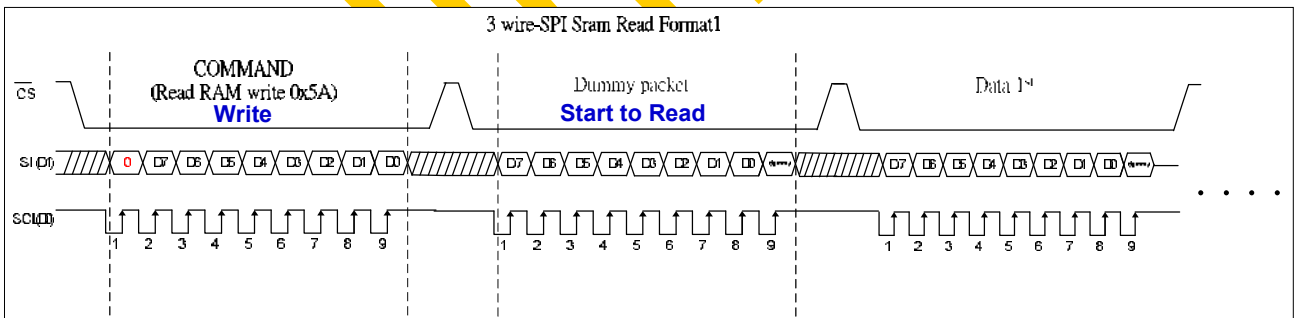 3 wire-SPI Sram Read Format1
COMMAND
(Read RAM write 0x5A)
Write
Dummy packet
Start to Read
Data 1st
CS
SI (D1) 0 D7 D6 D5 D4 D3 D2 D1 D0 D7 D6 D5 D4 D3 D2 D1 D0 D7 D6 D5 D4 D3 D2 D1 D0
SCL(D0)
1 2 3 4 5 6 7 8 9 1 2 3 4 5 6 7 8 9 1 2 3 4 5 6 7 8 9
. . . .